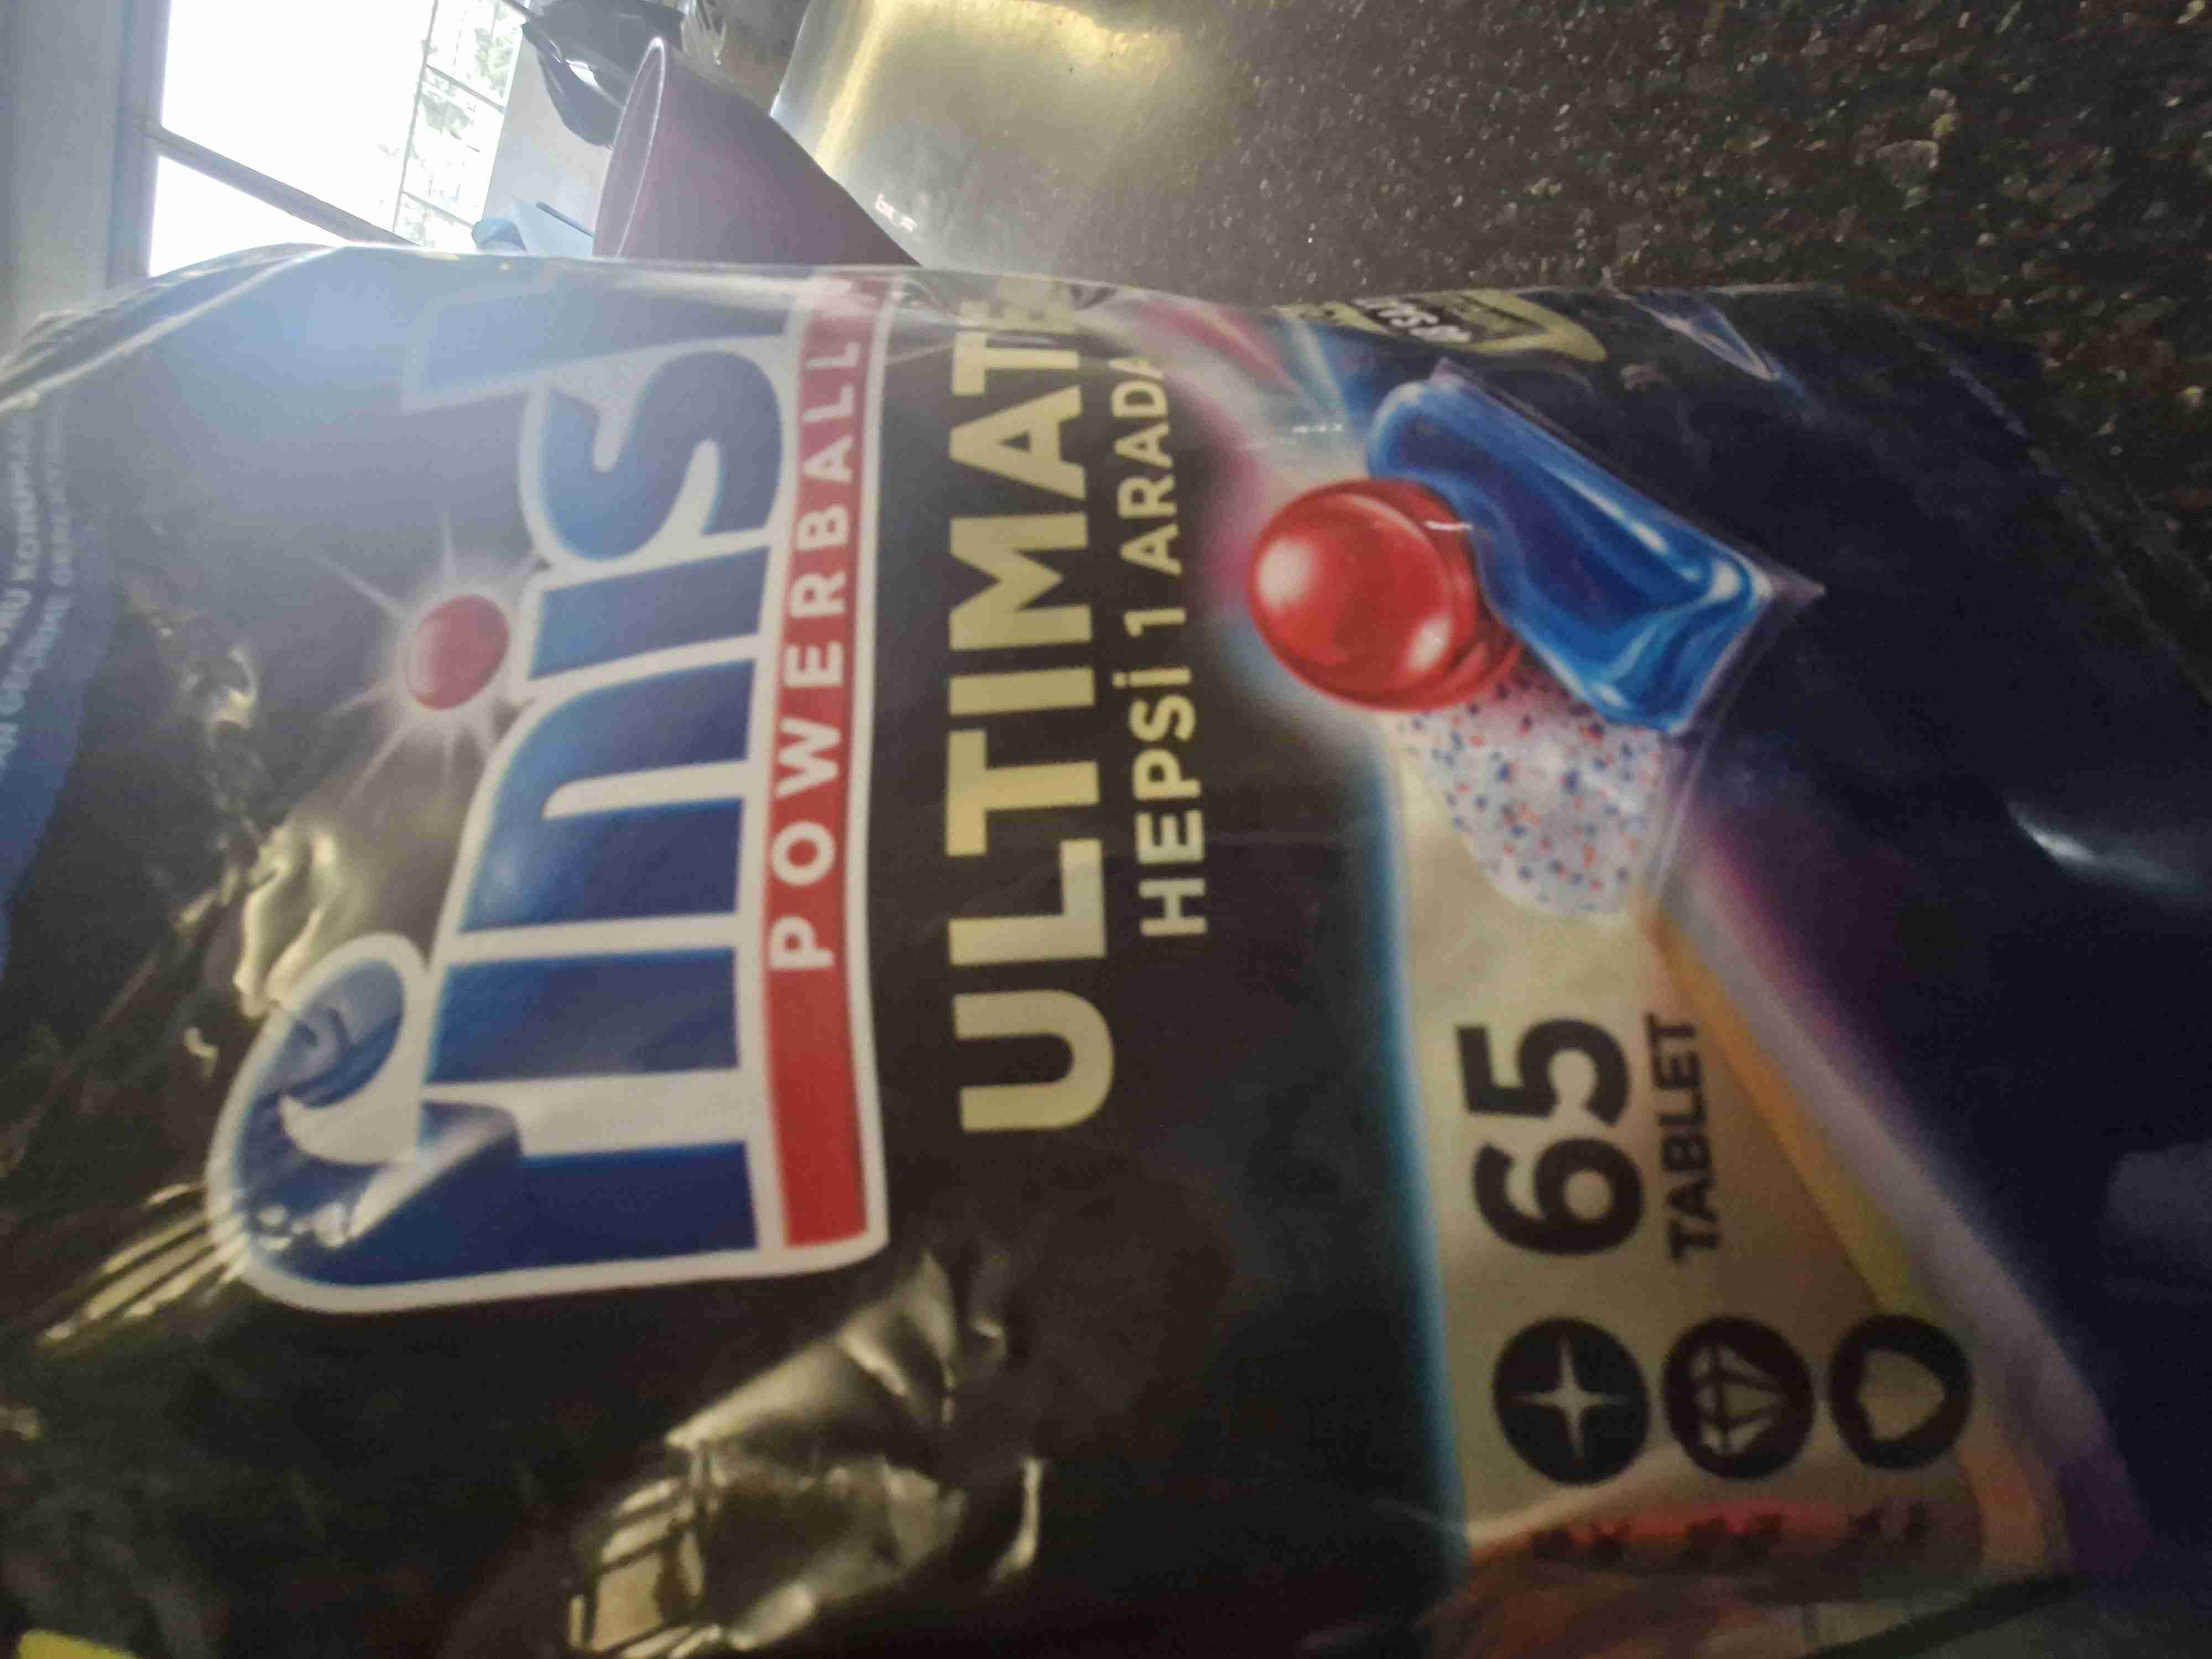 finish
POWERBALL
ULTIMATE
HEPSİ 1 ARADA
65
TABLET